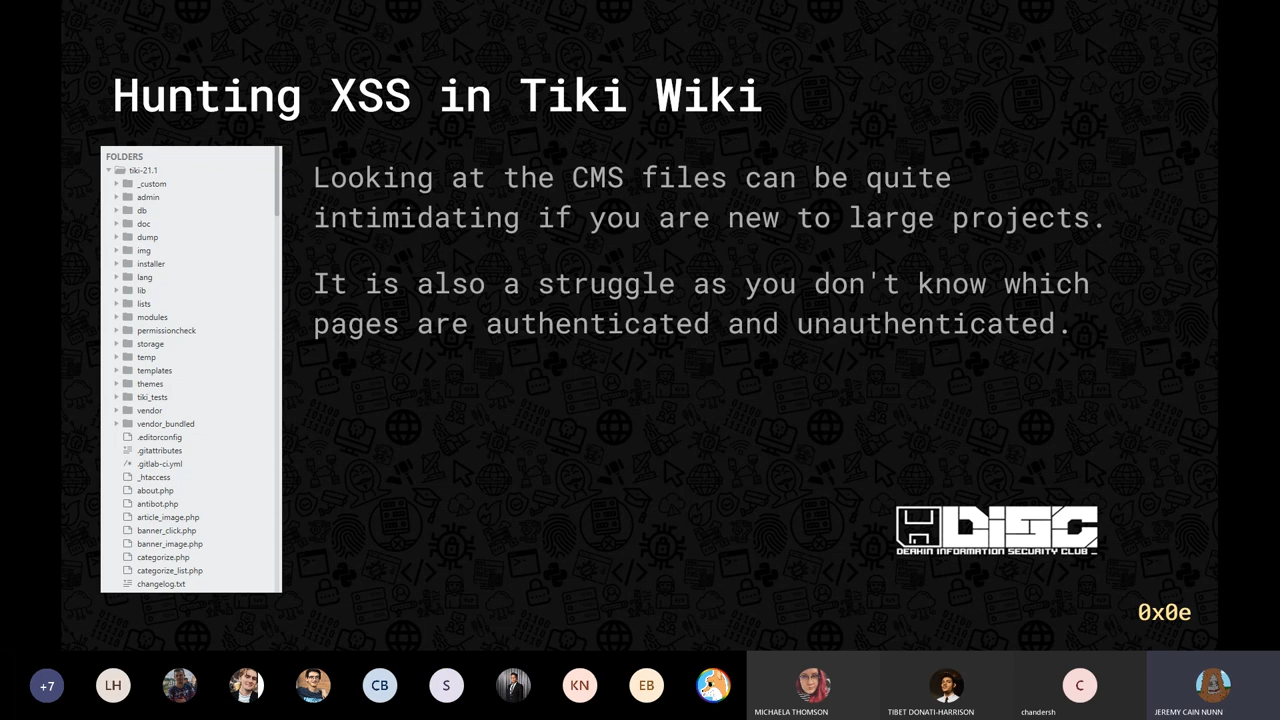 Hunting XSS in Tiki Wiki
FOLDERS
tiki-21.1
_custom
admin
db
doc
dump
img
installer
lang
lib
lists
modules
permissioncheck
storage
temp
templates
themes
tiki_tests
vendor
vendor_bundled
.editorconfig
.gitattributes
.gitlab-ci.yml
_htaccess
about.php
antibot.php
article_image.php
banner_click.php
banner_image.php
categorize.php
categorize_list.php
changelog.txt
Looking at the CMS files can be quite
intimidating if you are new to large projects.
It is also a struggle as you don't know which
pages are authenticated and unauthenticated.
DISC
DEAKIN INFORMATION SECURITY CLUB _
0x0e
+7
LH
CB
S
KN
EB
C
MICHAELA THOMSON
TIBET DONATI-HARRISON
chandersh
JEREMY CAIN NUNN